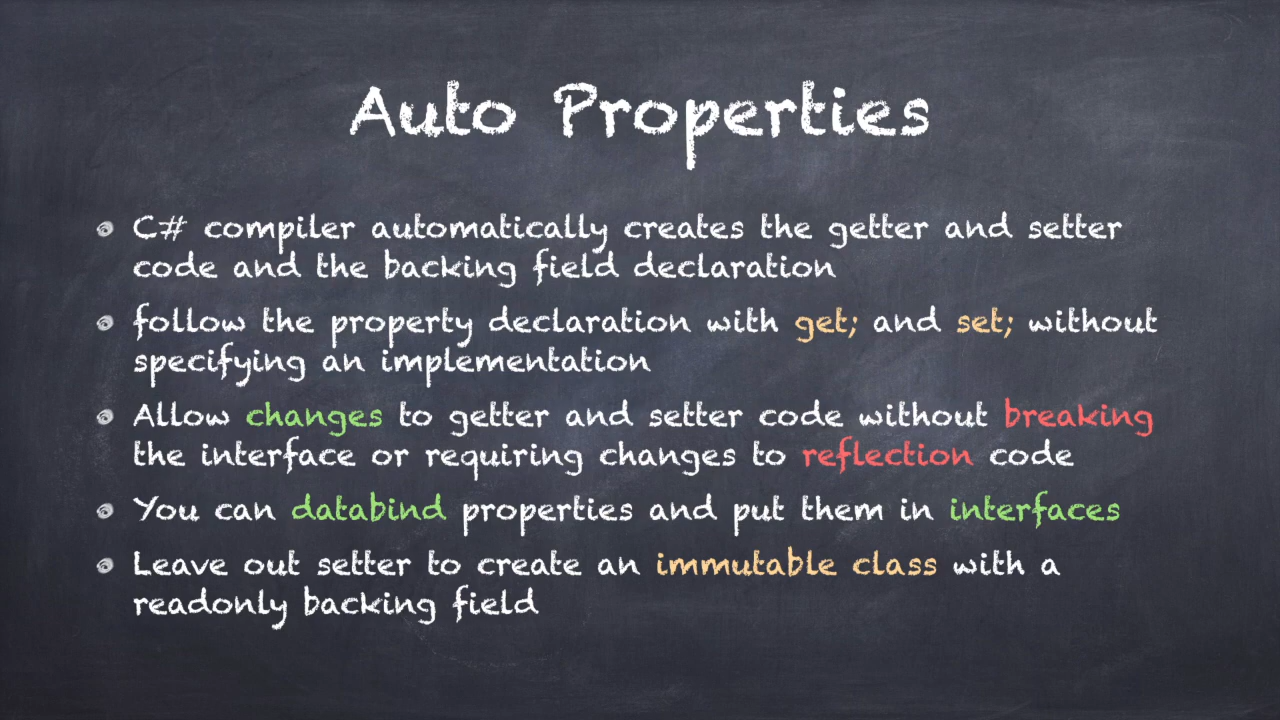 Auto Properties
C# compiler automatically creates the getter and setter
code and the backing field declaration
follow the property declaration with get; and set; without
specifying an implementation
Allow changes to getter and setter code without breaking
the interface or requiring changes to reflection code
You can databind properties and put them in interfaces
Leave out setter to create an immutable class with a
readonly backing field